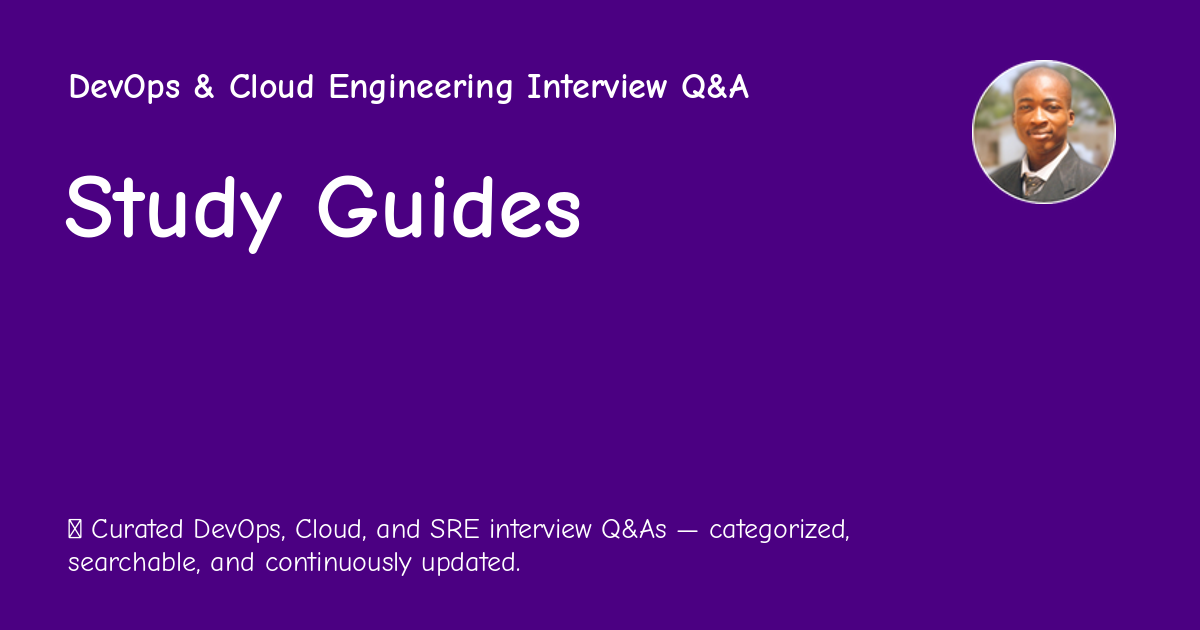 DevOps & Cloud Engineering Interview Q&A
Study Guides
Curated DevOps, Cloud, and SRE interview Q&As — categorized,
searchable, and continuously updated.